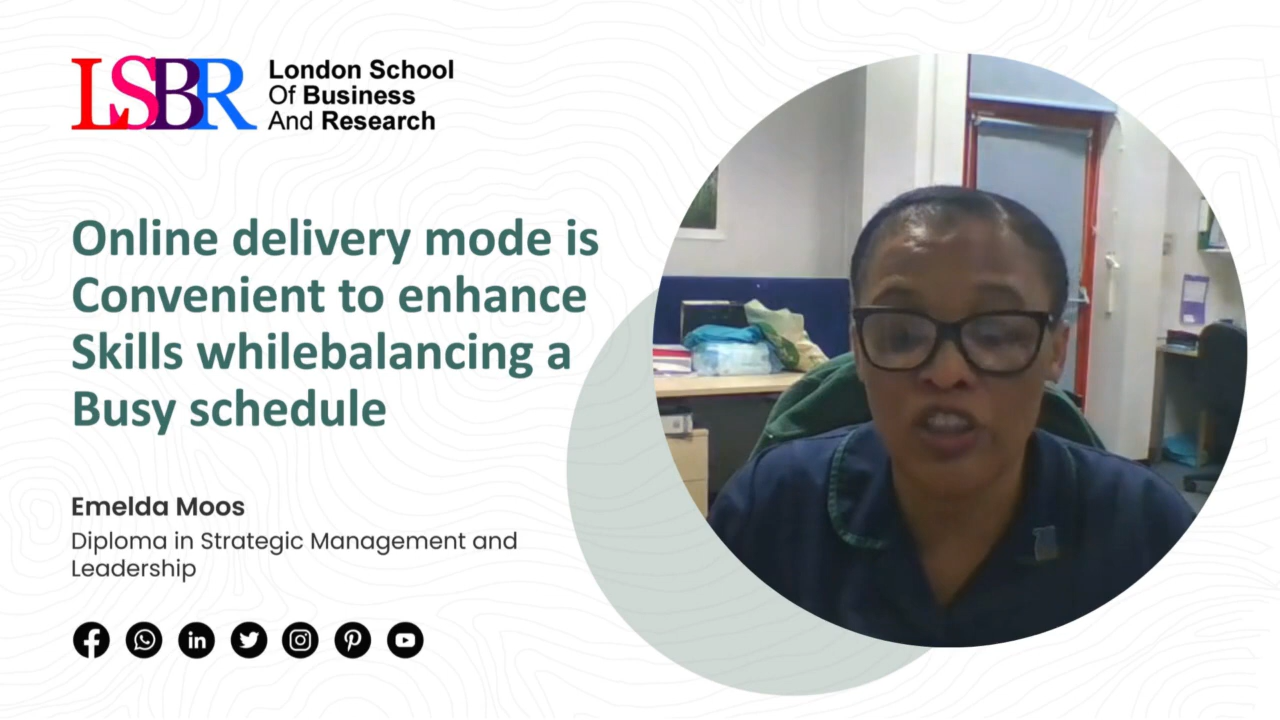 LSBR
London School
Of Business
And Research
Online delivery mode is
Convenient to enhance
Skills whilebalancing a
Busy schedule
Emelda Moos
Diploma in Strategic Management and
Leadership